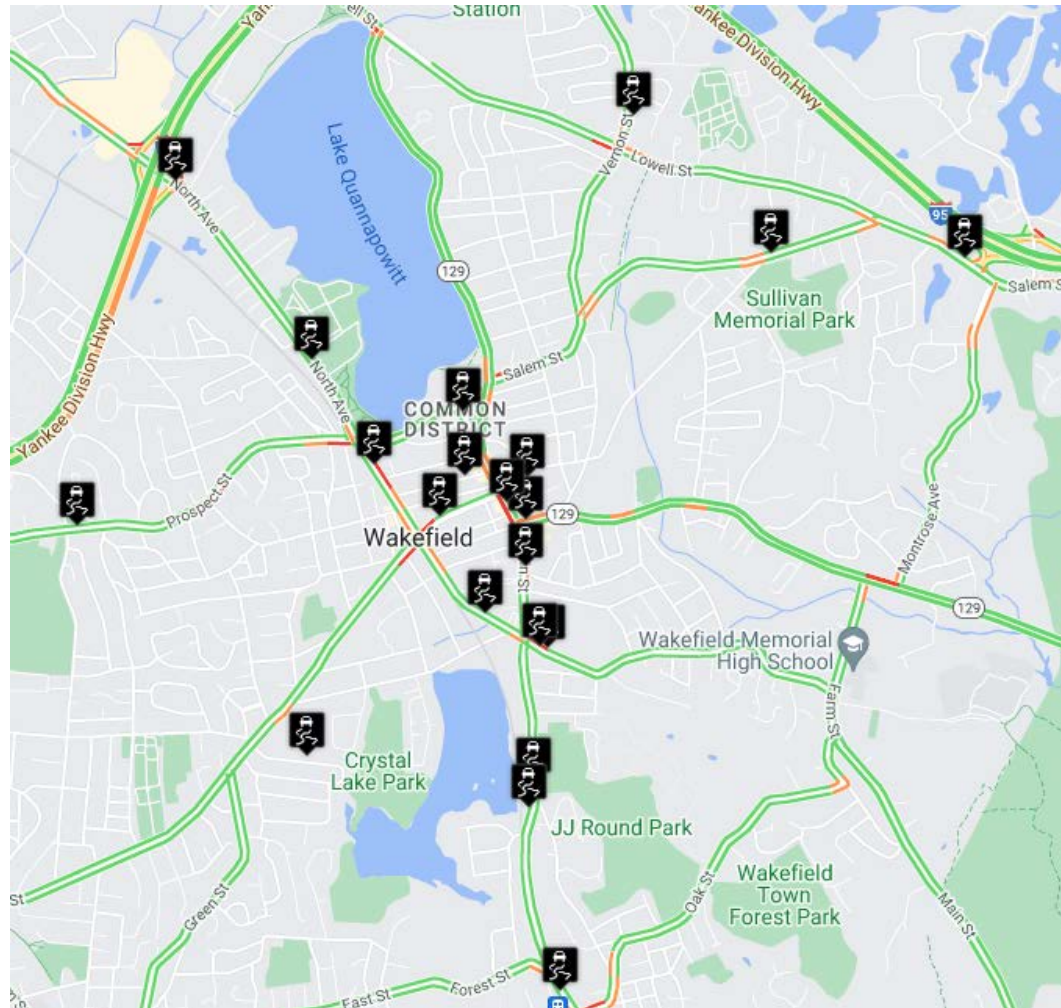 Station
Yankee Division Hwy
Vernon St
Lowell St
North Ave
Lake Quannapowitt
129
95
Salem St
Sullivan
Memorial Park
Salem St
North Ave
COMMON
DISTRICT
Yankee Division Hwy
Prospect St
129
Wakefield
Montrose Ave
129
Wakefield Memorial
High School
Farm St
Crystal
Lake Park
JJ Round Park
Wakefield
Town
Forest Park
Oak St
Main St
St
Green St
Forest St
East St